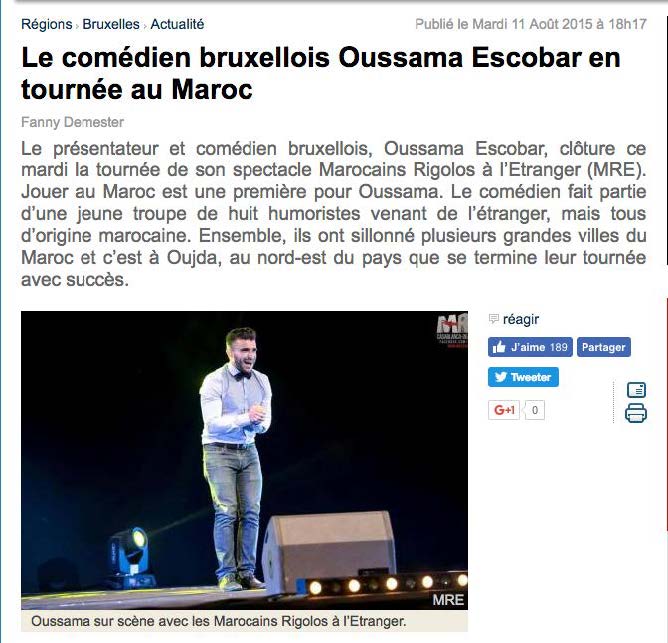 Régions › Bruxelles › Actualité
Publié le Mardi 11 Août 2015 à 18h17
Le comédien bruxellois Oussama Escobar en
tournée au Maroc
Fanny Demester
Le présentateur et comédien bruxellois, Oussama Escobar, clôture ce
mardi la tournée de son spectacle Marocains Rigolos à l'Etranger (MRE).
Jouer au Maroc est une première pour Oussama. Le comédien fait partie
d'une jeune troupe de huit humoristes venant de l'étranger, mais tous
d'origine marocaine. Ensemble, ils ont sillonné plusieurs grandes villes du
Maroc et c'est à Oujda, au nord-est du pays que se termine leur tournée
avec succès.
réagir
J'aime 189 Partager
Tweeter
G+1 0
MRE
Oussama sur scène avec les Marocains Rigolos à l'Etranger.